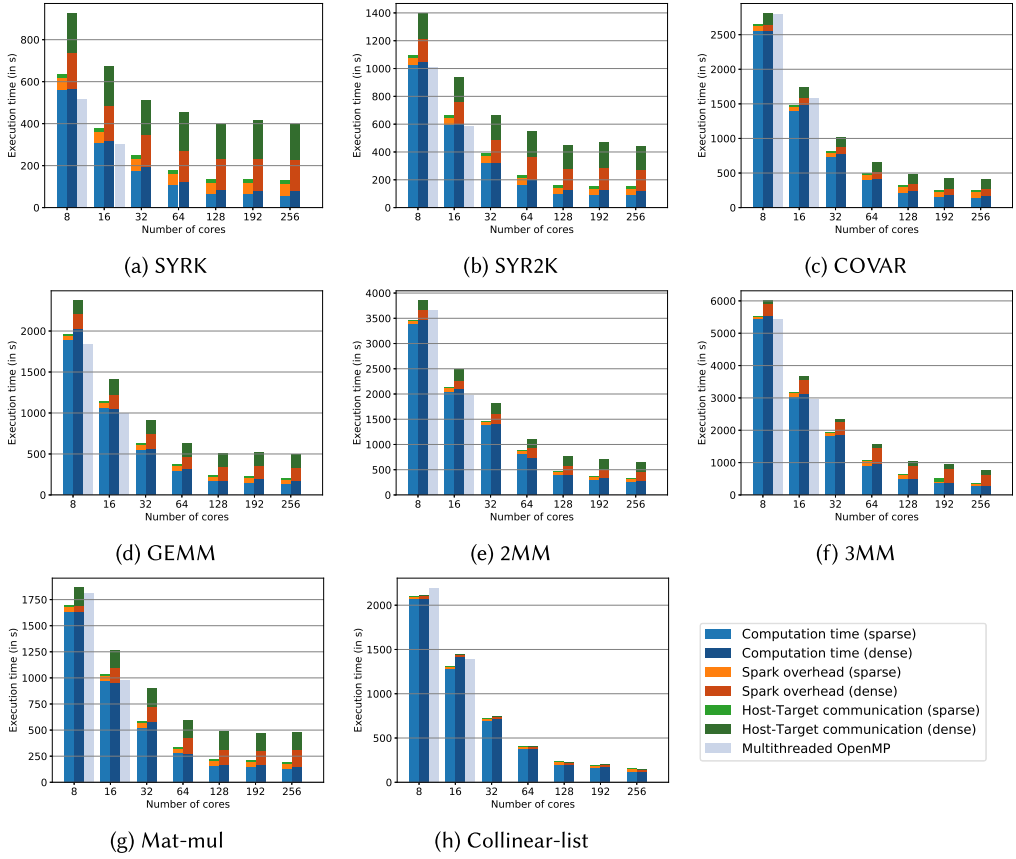 Execution time (in s)
800
600
400
200
0
8 16 32 64 128 192 256
Number of cores
(a) SYRK
Execution time (in s)
1400
1200
1000
800
600
400
200
0
8 16 32 64 128 192 256
Number of cores
(b) SYR2K
Execution time (in s)
2500
2000
1500
1000
500
0
8 16 32 64 128 192 256
Number of cores
(c) COVAR
Execution time (in s)
2000
1500
1000
500
0
8 16 32 64 128 192 256
Number of cores
(d) GEMM
Execution time (in s)
4000
3500
3000
2500
2000
1500
1000
500
0
8 16 32 64 128 192 256
Number of cores
(e) 2MM
Execution time (in s)
6000
5000
4000
3000
2000
1000
0
8 16 32 64 128 192 256
Number of cores
(f) 3MM
Execution time (in s)
1750
1500
1250
1000
750
500
250
0
8 16 32 64 128 192 256
Number of cores
(g) Mat-mul
Execution time (in s)
2000
1500
1000
500
0
8 16 32 64 128 192 256
Number of cores
(h) Collinear-list
Computation time (sparse)
Computation time (dense)
Spark overhead (sparse)
Spark overhead (dense)
Host-Target communication (sparse)
Host-Target communication (dense)
Multithreaded OpenMP